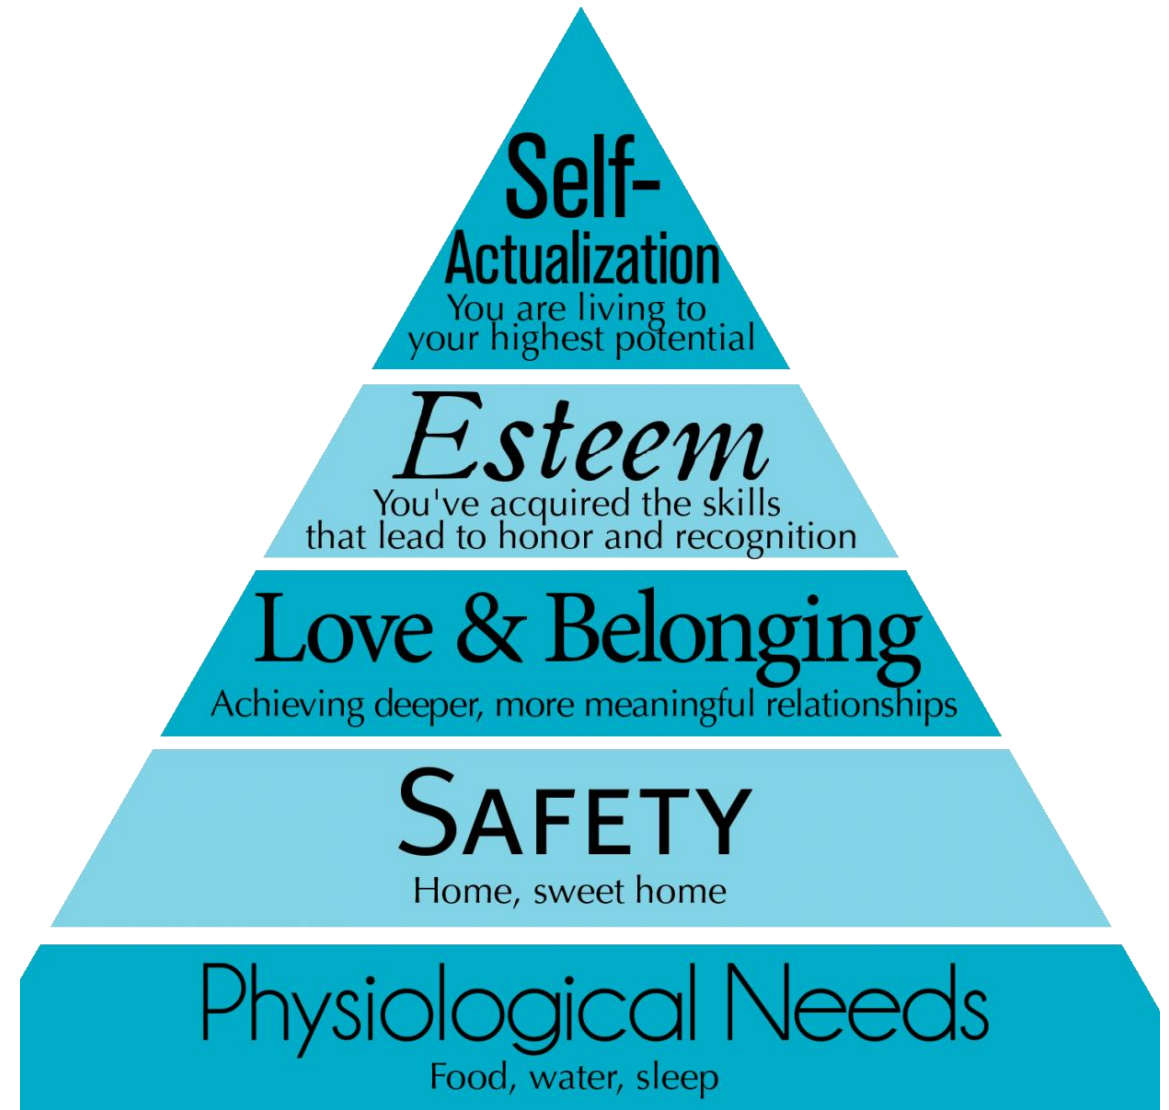 Self-
Actualization
You are living to
your highest potential
Esteem
You've acquired the skills
that lead to honor and recognition
Love & Belonging
Achieving deeper, more meaningful relationships
SAFETY
Home, sweet home
Physiological Needs
Food, water, sleep